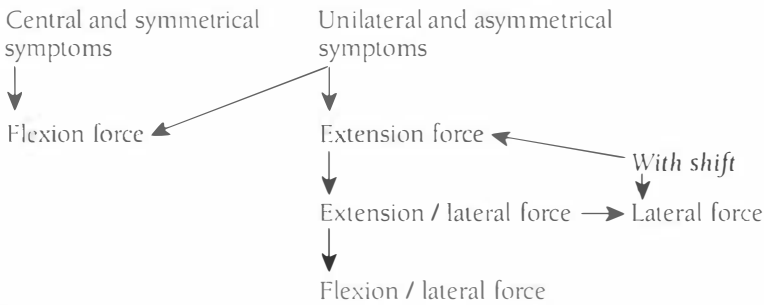 Central and symmetrical
symptoms
Unilateral and asymmetrical
symptoms
Flexion force
Extension force
With shift
Extension / lateral force
Lateral force
Flexion / lateral force